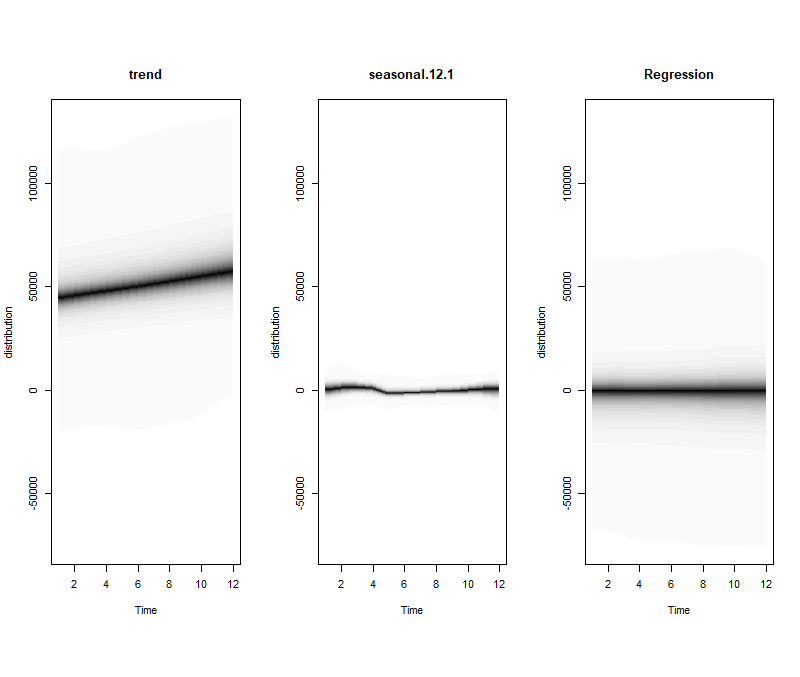 trend
distribution
100000
50000
0
-50000
2 4 6 8 10 12
Time
seasonal.12.1
distribution
100000
50000
0
-50000
2 4 6 8 10 12
Time
Regression
distribution
100000
50000
0
-50000
2 4 6 8 10 12
Time